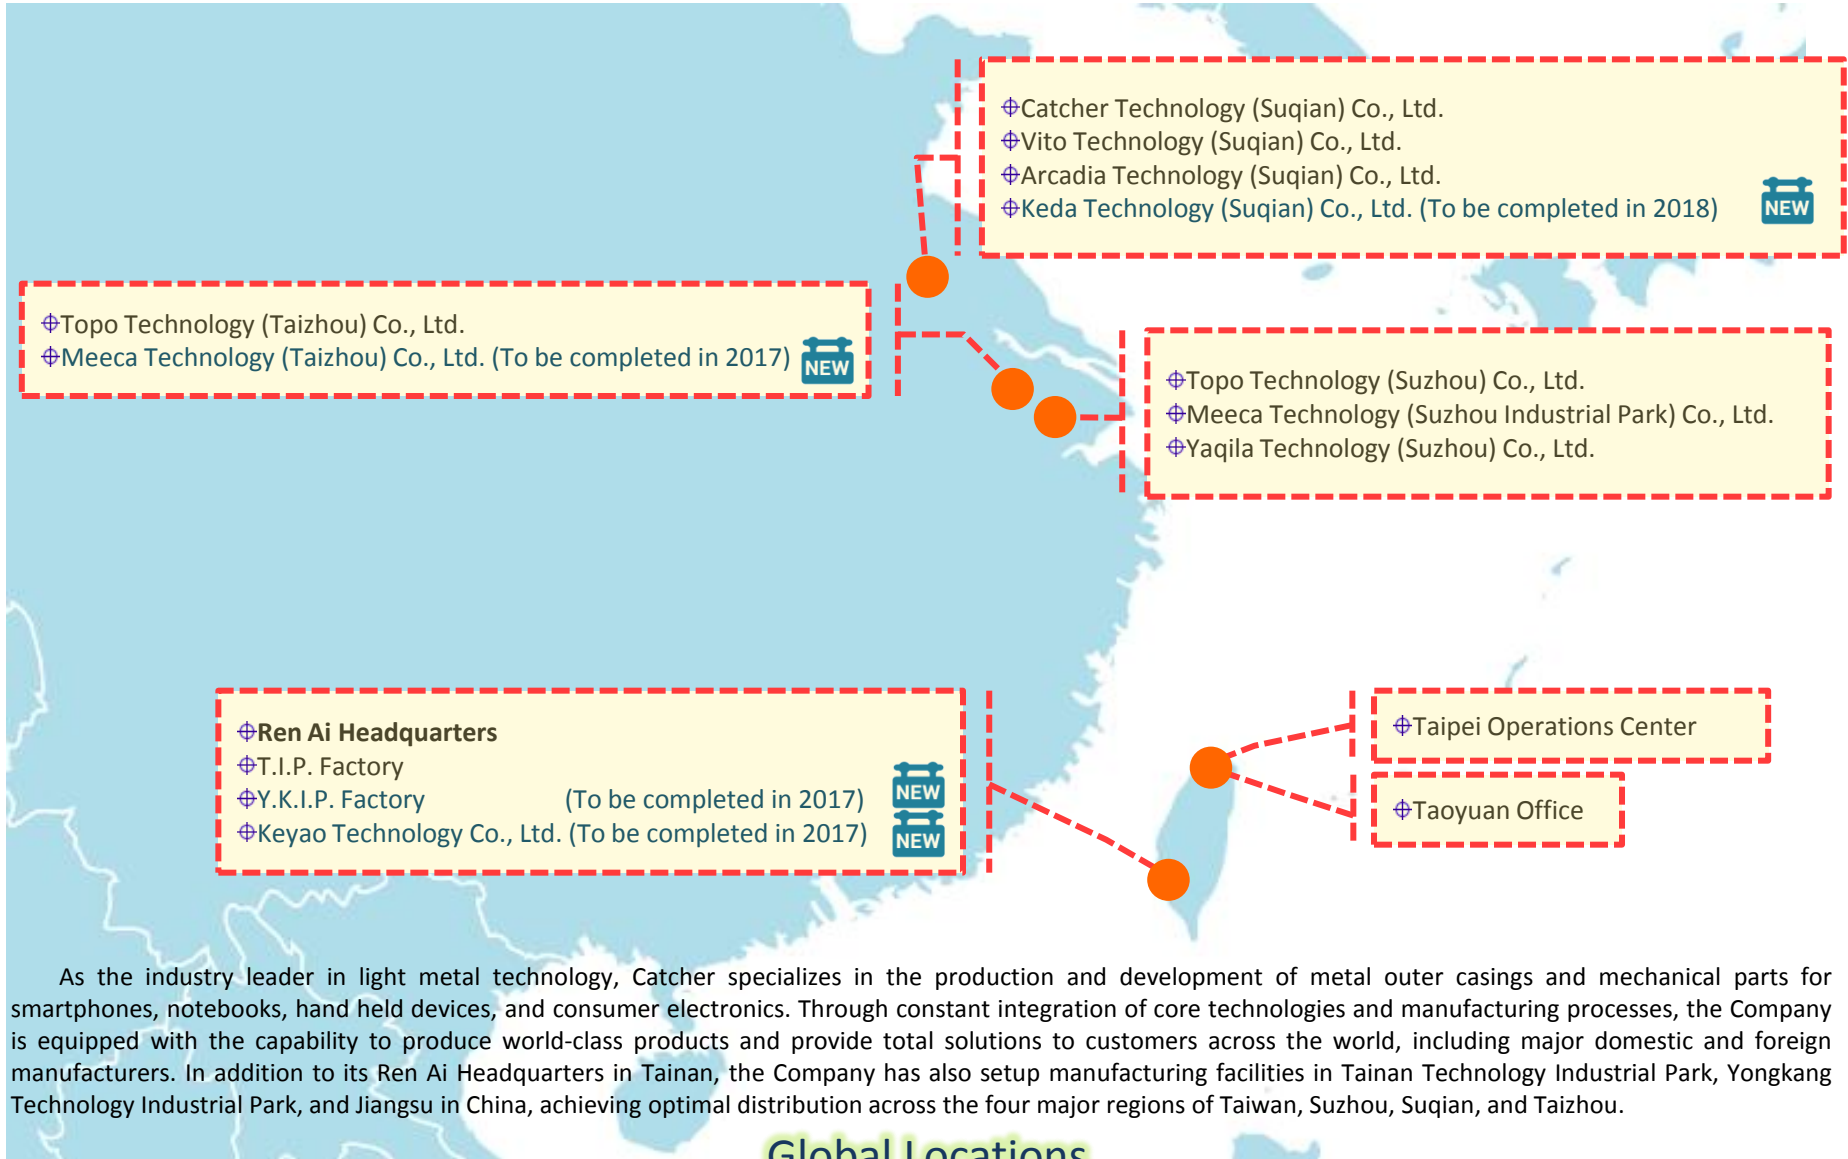 Catcher Technology (Suqian) Co., Ltd.
Vito Technology (Suqian) Co., Ltd.
Arcadia Technology (Suqian) Co., Ltd.
Keda Technology (Suqian) Co., Ltd. (To be completed in 2018)
NEW
Topo Technology (Taizhou) Co., Ltd.
Meeca Technology (Taizhou) Co., Ltd. (To be completed in 2017)
NEW
Topo Technology (Suzhou) Co., Ltd.
Meeca Technology (Suzhou Industrial Park) Co., Ltd.
Yaqila Technology (Suzhou) Co., Ltd.
Ren Ai Headquarters
T.I.P. Factory
Y.K.I.P. Factory (To be completed in 2017)
NEW
Keyao Technology Co., Ltd. (To be completed in 2017)
NEW
Taipei Operations Center
Taoyuan Office
As the industry leader in light metal technology, Catcher specializes in the production and development of metal outer casings and mechanical parts for
smartphones, notebooks, hand held devices, and consumer electronics. Through constant integration of core technologies and manufacturing processes, the Company
is equipped with the capability to produce world-class products and provide total solutions to customers across the world, including major domestic and foreign
manufacturers. In addition to its Ren Ai Headquarters in Tainan, the Company has also setup manufacturing facilities in Tainan Technology Industrial Park, Yongkang
Technology Industrial Park, and Jiangsu in China, achieving optimal distribution across the four major regions of Taiwan, Suzhou, Suqian, and Taizhou.
Global Locations